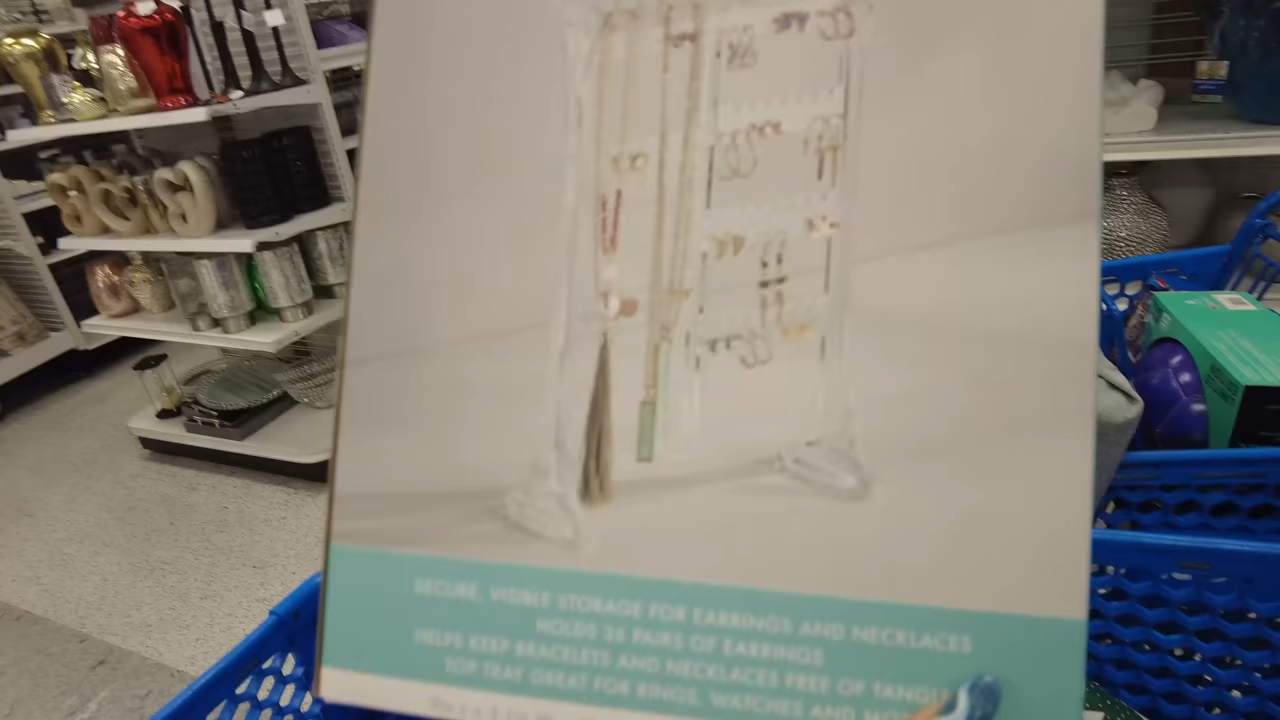 SECURE, VISIBLE STORAGE FOR EARRINGS AND NECKLACES
HOLDS 36 PAIRS OF EARRINGS
HELPS KEEP BRACELETS AND NECKLACES FREE OF
TOP TRAY GREAT FOR RINGS, WATCHES AND